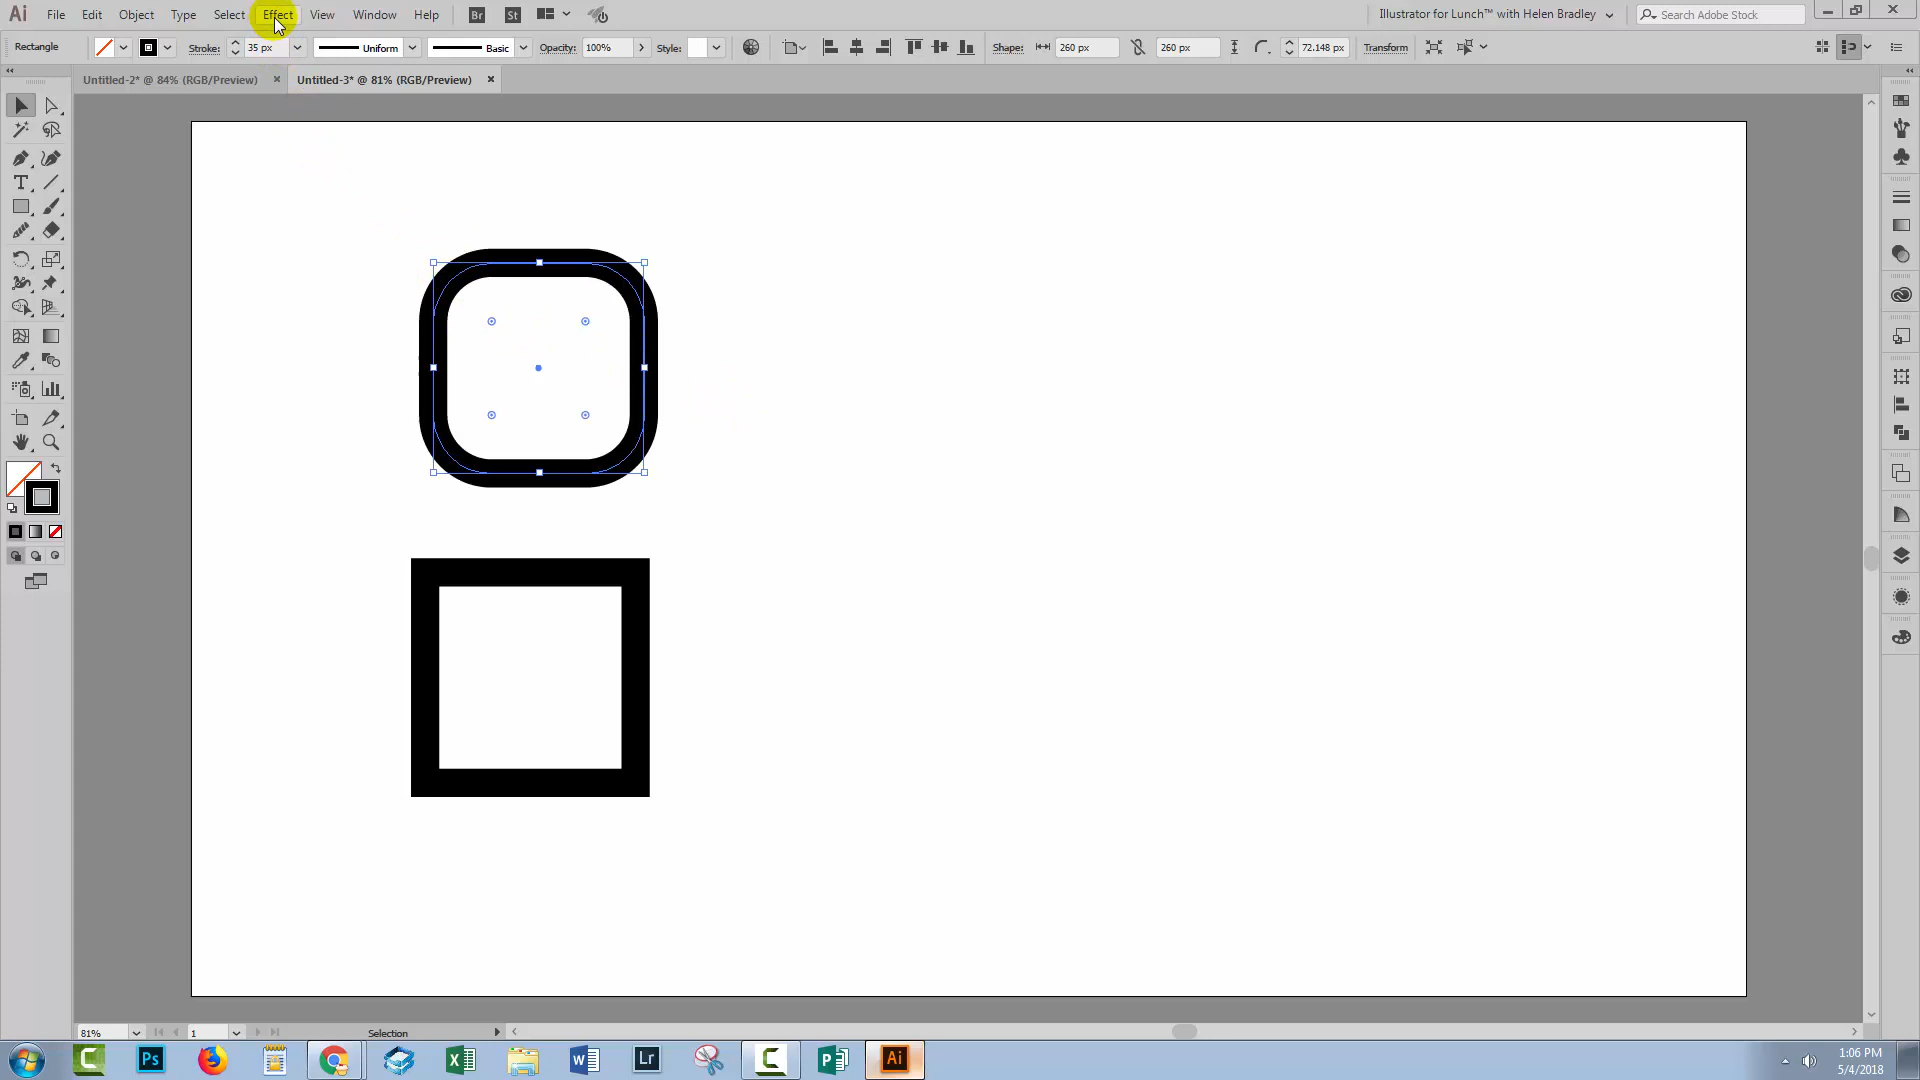 Ai File Edit Object Type Select Effect View Window Help Br St Illustrator for Lunch™ with Helen Bradley Search Adobe Stock
Rectangle Stroke: 35 px Uniform Basic Opacity: 100% Style: Shape: 260 px 260 px 72.148 px Transform
Untitled-2* @ 84% (RGB/Preview) × Untitled-3* @ 81% (RGB/Preview) ×
T
81% 1 Selection
C Ps W Lr C P Ai
1:06 PM
5/4/2018